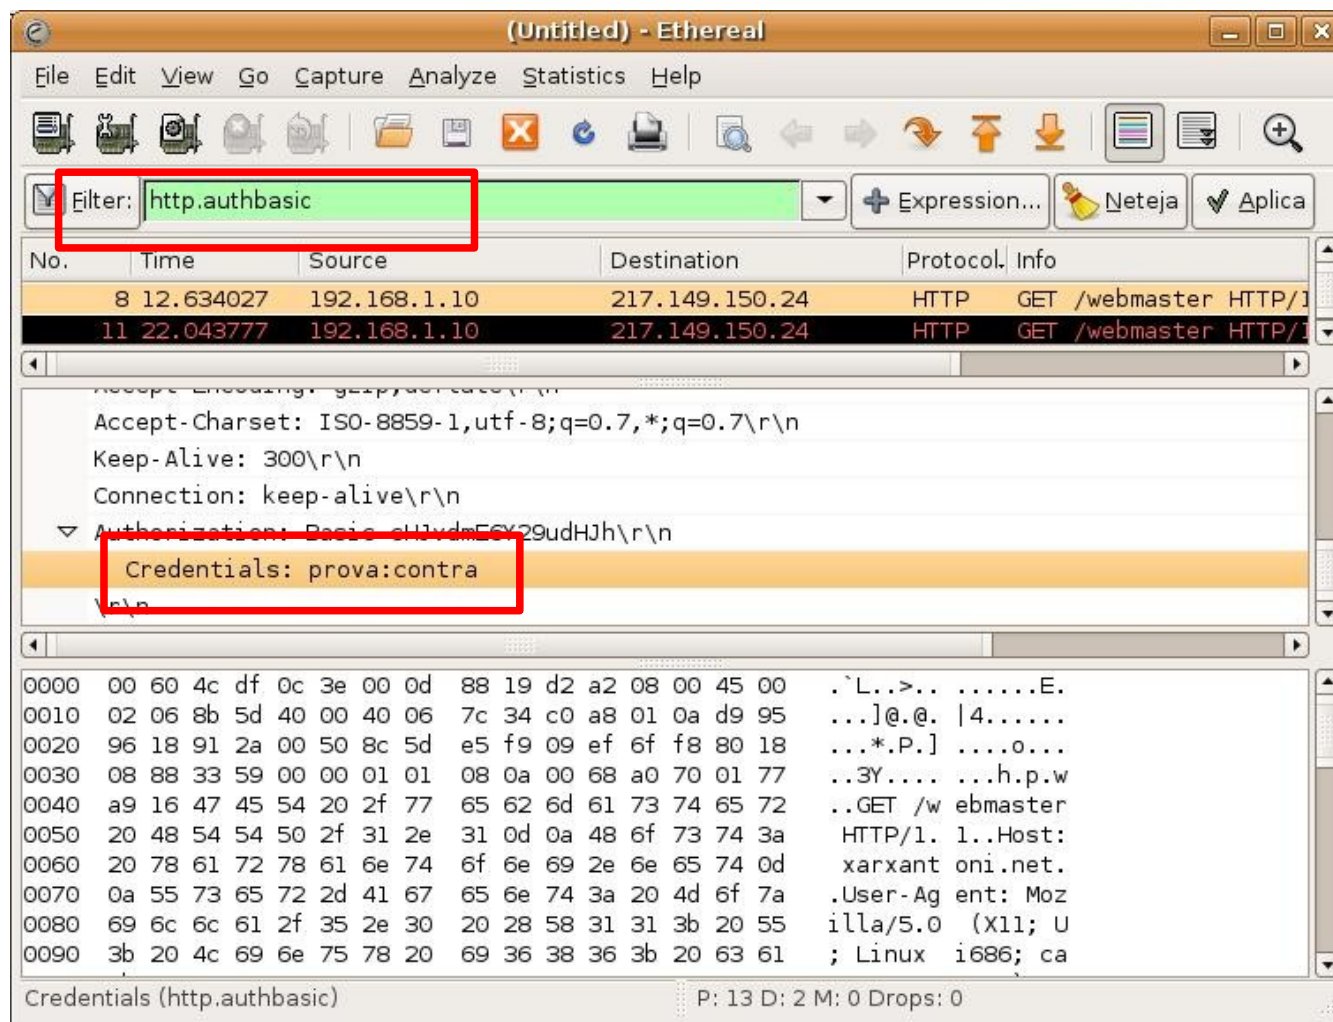 (Untitled) - Ethereal
File Edit View Go Capture Analyze Statistics Help
Filter: http.authbasic Expression... Neteja Aplica
No. Time Source Destination Protocol Info
8 12.634027 192.168.1.10 217.149.150.24 HTTP GET /webmaster HTTP/1
11 22.043777 192.168.1.10 217.149.150.24 HTTP GET /webmaster HTTP/1
Accept-Encoding: gzip,deflate\r\n
Accept-Charset: ISO-8859-1,utf-8;q=0.7,*;q=0.7\r\n
Keep-Alive: 300\r\n
Connection: keep-alive\r\n
Authorization: Basic cHJvdmE6Y29udHJh\r\n
Credentials: prova:contra
\r\n
0000 00 60 4c df 0c 3e 00 0d 88 19 d2 a2 08 00 45 00 .`L..>.. ......E.
0010 02 06 8b 5d 40 00 40 06 7c 34 c0 a8 01 0a d9 95 ...]@.@. |4......
0020 96 18 91 2a 00 50 8c 5d e5 f9 09 ef 6f f8 80 18 ...*.P.] ....o...
0030 08 88 33 59 00 00 01 01 08 0a 00 68 a0 70 01 77 ..3Y.... ...h.p.w
0040 a9 16 47 45 54 20 2f 77 65 62 6d 61 73 74 65 72 ..GET /w ebmaster
0050 20 48 54 54 50 2f 31 2e 31 0d 0a 48 6f 73 74 3a HTTP/1. 1..Host:
0060 20 78 61 72 78 61 6e 74 6f 6e 69 2e 6e 65 74 0d xarxant oni.net.
0070 0a 55 73 65 72 2d 41 67 65 6e 74 3a 20 4d 6f 7a .User-Ag ent: Moz
0080 69 6c 6c 61 2f 35 2e 30 20 28 58 31 31 3b 20 55 illa/5.0 (X11; U
0090 3b 20 4c 69 6e 75 78 20 69 36 38 36 3b 20 63 61 ; Linux i686; ca
Credentials (http.authbasic) P: 13 D: 2 M: 0 Drops: 0